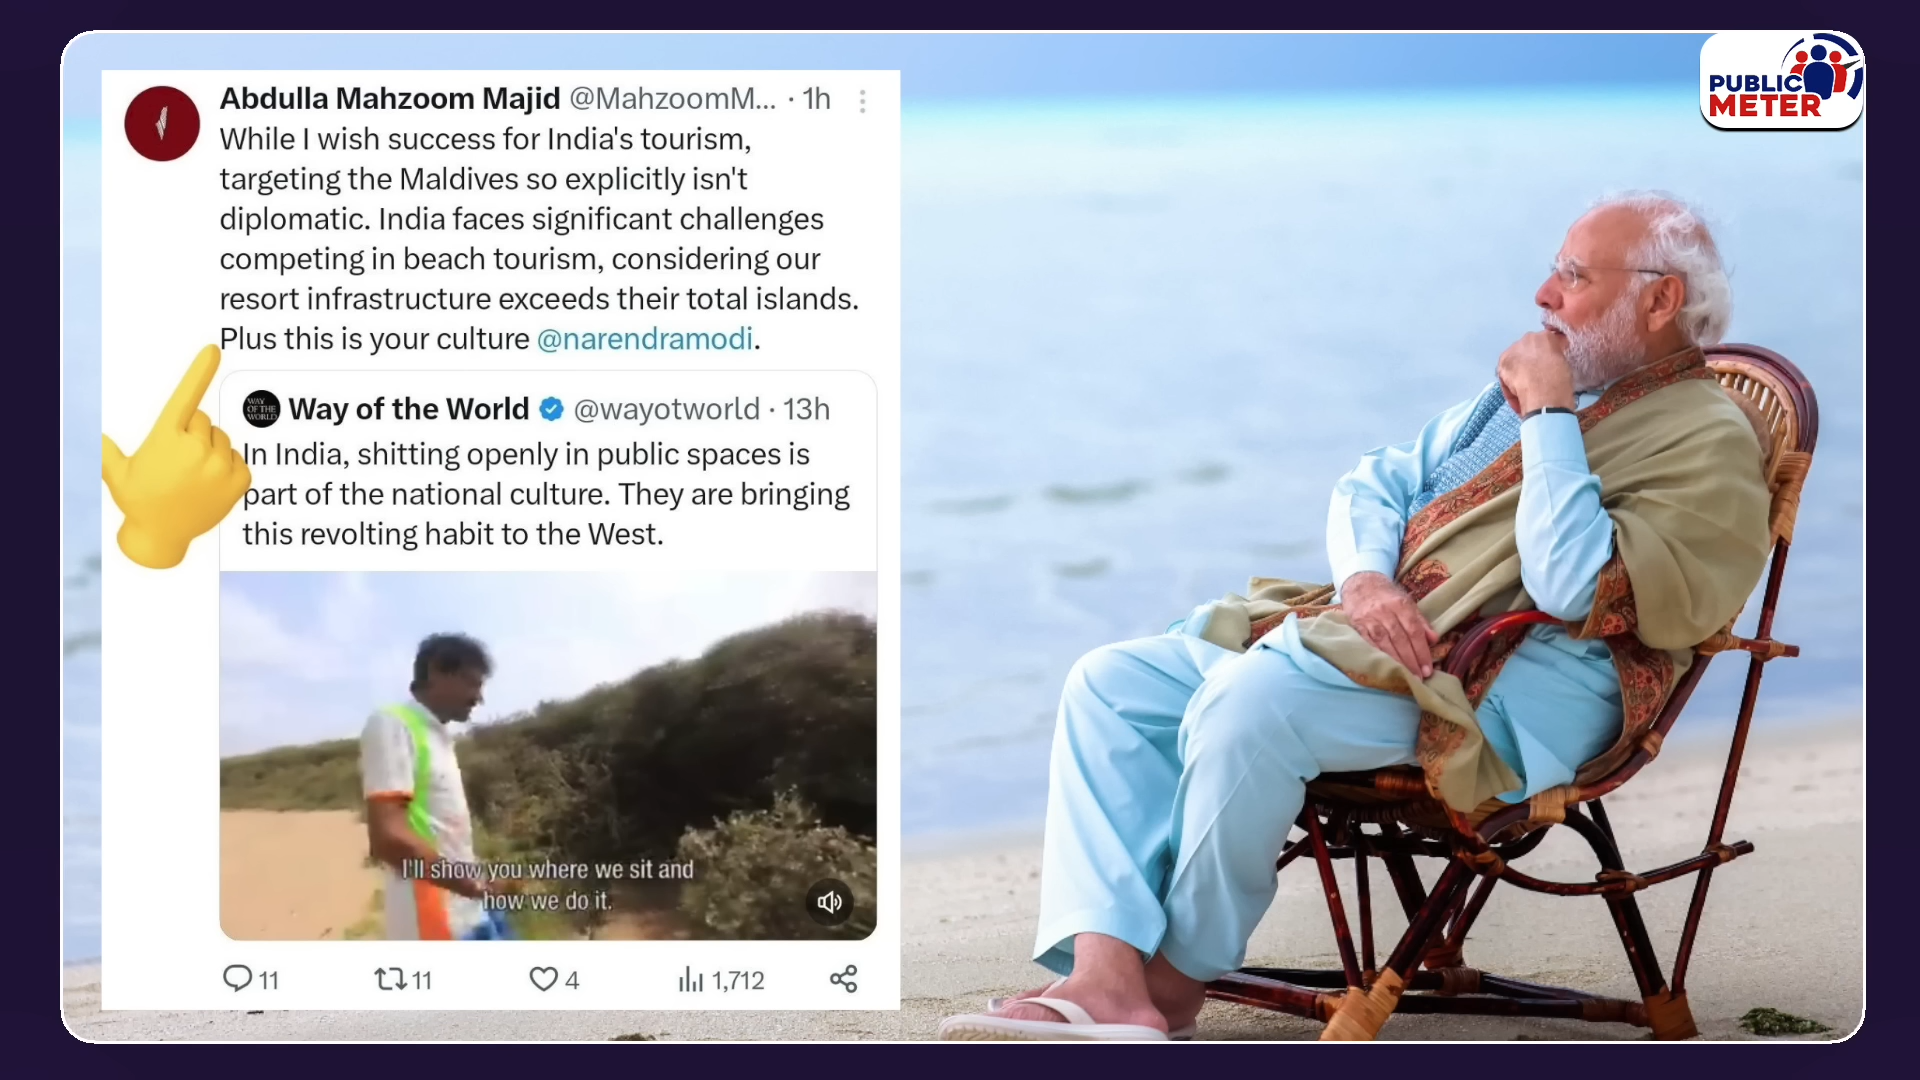 PUBLIC
METER
Abdulla Mahzoom Majid @MahzoomM... · 1h
While I wish success for India's tourism,
targeting the Maldives so explicitly isn't
diplomatic. India faces significant challenges
competing in beach tourism, considering our
resort infrastructure exceeds their total islands.
Plus this is your culture @narendramodi.
WAY
OF THE
WORLD
Way of the World @wayotworld · 13h
In India, shitting openly in public spaces is
part of the national culture. They are bringing
this revolting habit to the West.
I'll show you where we sit and
how we do it.
11 11 4 1,712